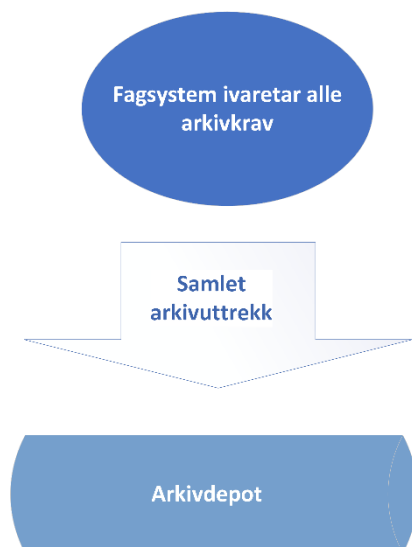 Fagsystem ivaretar alle
arkivkrav
Samlet
arkivuttrekk
Arkivdepot